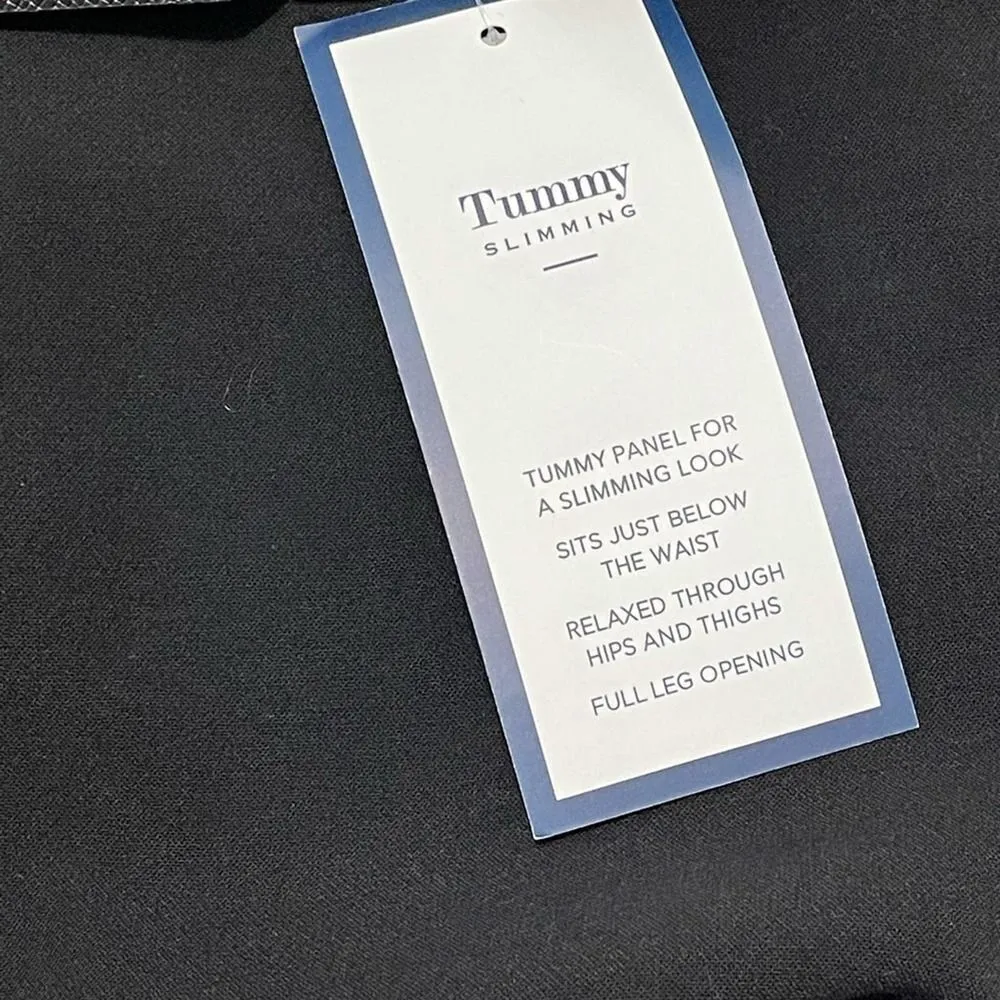 Tummy
SLIMMING
TUMMY PANEL FOR
A SLIMMING LOOK
SITS JUST BELOW
THE WAIST
RELAXED THROUGH
HIPS AND THIGHS
FULL LEG OPENING